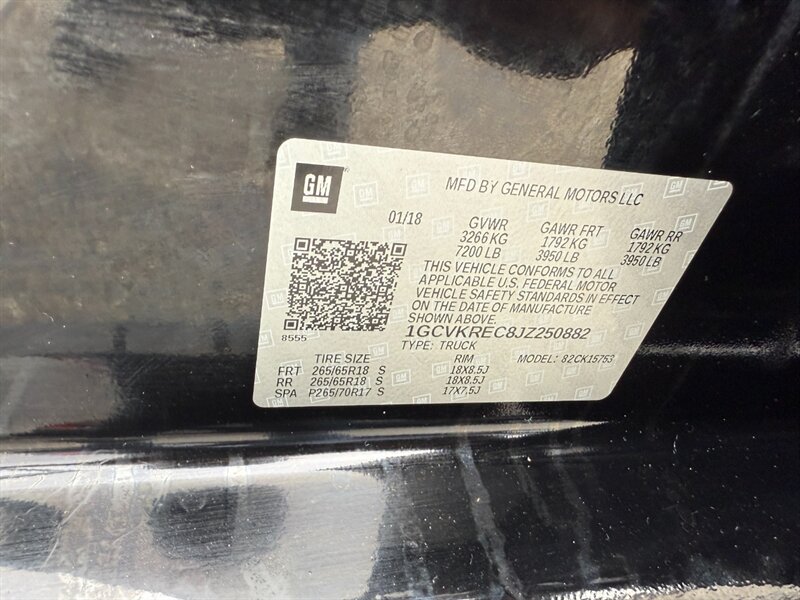 GM
MFD BY GENERAL MOTORS LLC
01/18 GVWR GAWR FRT GAWR RR
3266 KG 1792 KG 1792 KG
7200 LB 3950 LB 3950 LB
THIS VEHICLE CONFORMS TO ALL
APPLICABLE U.S. FEDERAL MOTOR
VEHICLE SAFETY STANDARDS IN EFFECT
ON THE DATE OF MANUFACTURE
SHOWN ABOVE.
8555
1GCVKREC8JZ250882
TYPE: TRUCK MODEL: 82CK15753
TIRE SIZE RIM
FRT 265/65R18 S 18X8.5J
RR 265/65R18 S 18X8.5J
SPA P265/70R17 S 17X7.5J